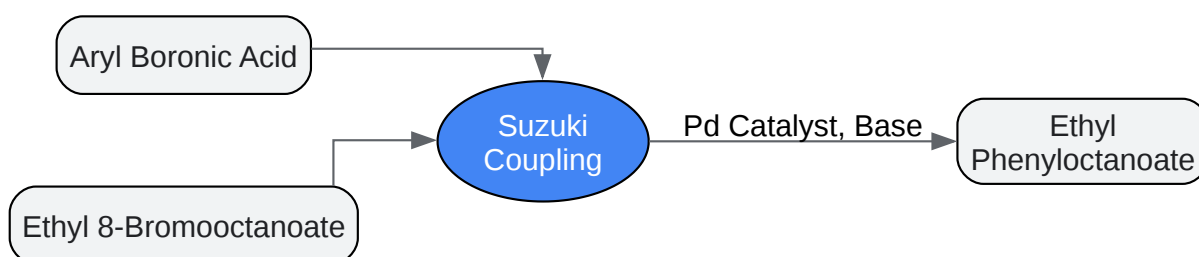 Aryl Boronic Acid
Suzuki
Coupling
Pd Catalyst, Base
Ethyl
Phenyloctanoate
Ethyl 8-Bromooctanoate